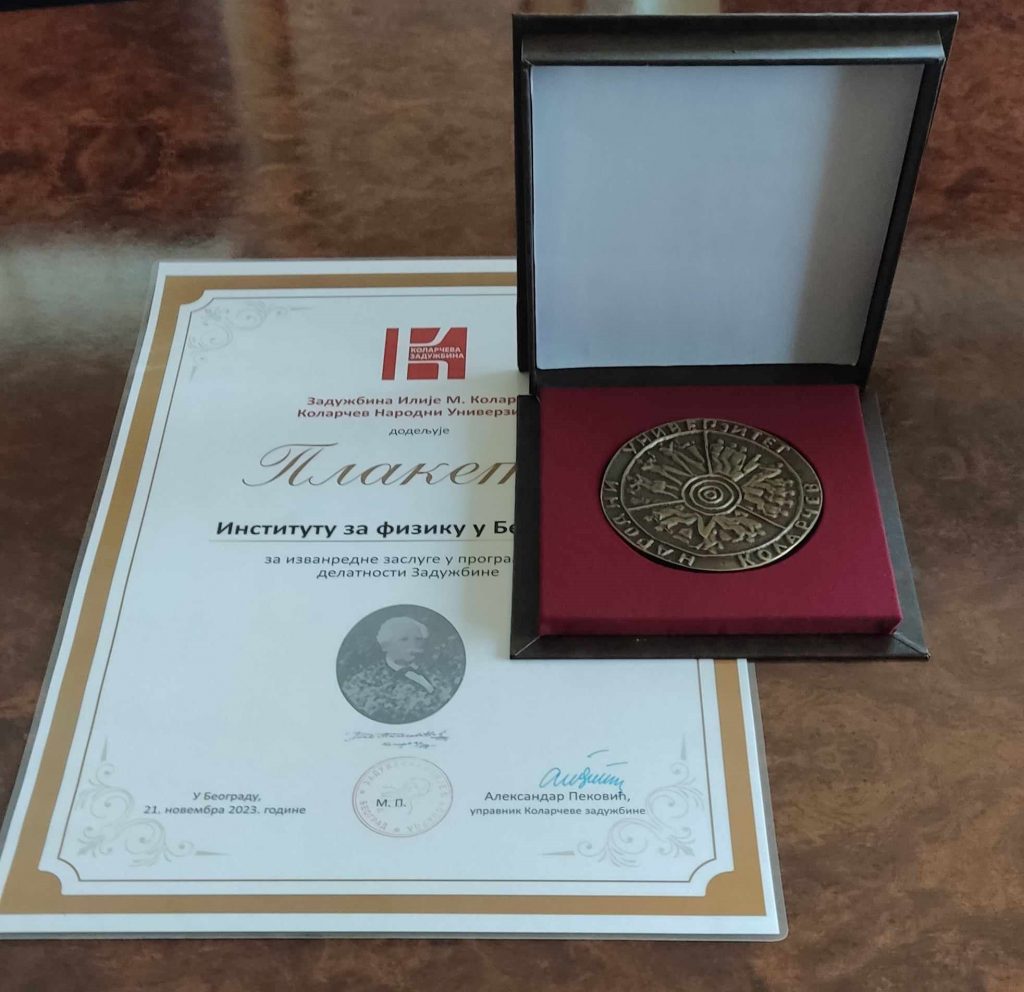 КОЛАРЧЕВА
ЗАДУЖБИНА
Задужбина Илије М. Колар
Коларчев Народни Универзи
додељује
Плакет
Институту за физику у Бе
за изванредне заслуге у програ
делатности Задужбине
У Београду,
21. новембра 2023. године
М. П.
БЕОГРАД
Александар Пековић,
управник Коларчеве задужбине
НАРОДНИ УНИВЕРЗИТЕТ
КОЛАРЧЕВ